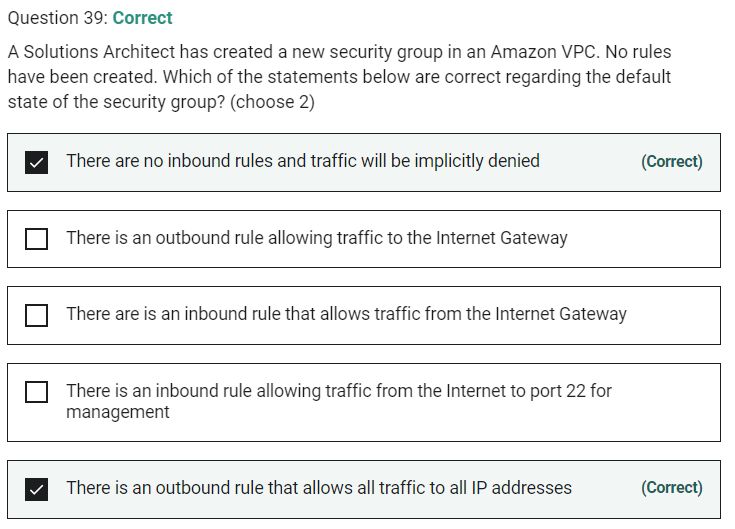 Question 39: Correct
A Solutions Architect has created a new security group in an Amazon VPC. No rules
have been created. Which of the statements below are correct regarding the default
state of the security group? (choose 2)
There are no inbound rules and traffic will be implicitly denied (Correct)
There is an outbound rule allowing traffic to the Internet Gateway
There are is an inbound rule that allows traffic from the Internet Gateway
There is an inbound rule allowing traffic from the Internet to port 22 for
management
There is an outbound rule that allows all traffic to all IP addresses (Correct)